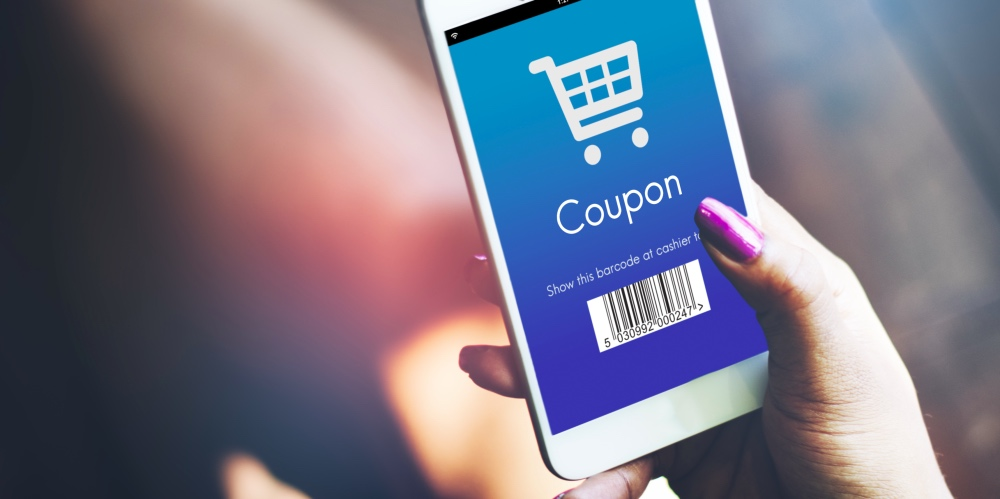 Coupon
Show this barcode at cashier
5 030992 000247 >